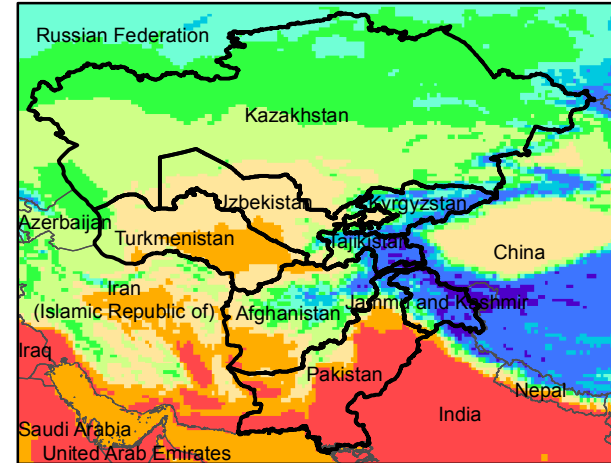 Russian Federation
Kazakhstan
Uzbekistan
Kyrgyzstan
Azerbaijan
Turkmenistan
Tajikistan
China
Iran
(Islamic Republic of)
Afghanistan
Jammu and Kashmir
Iraq
Pakistan
Nepal
India
Saudi Arabia
United Arab Emirates